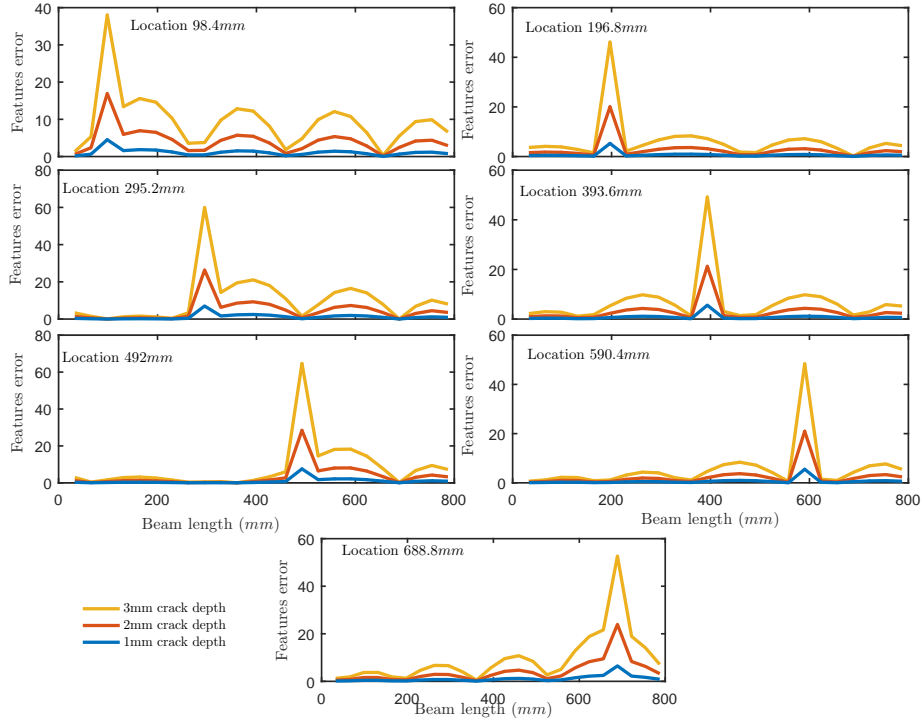 Location 98.4mm
Features error
40
30
20
10
0
Location 196.8mm
Features error
60
40
20
0
Location 295.2mm
Features error
80
60
40
20
0
Location 393.6mm
Features error
60
40
20
0
Location 492mm
Features error
80
60
40
20
0
0 200 400 600 800
Beam length (mm)
Location 590.4mm
Features error
60
40
20
0
0 200 400 600 800
Beam length (mm)
Location 688.8mm
Features error
60
40
20
0
0 200 400 600 800
Beam length (mm)
3mm crack depth
2mm crack depth
1mm crack depth